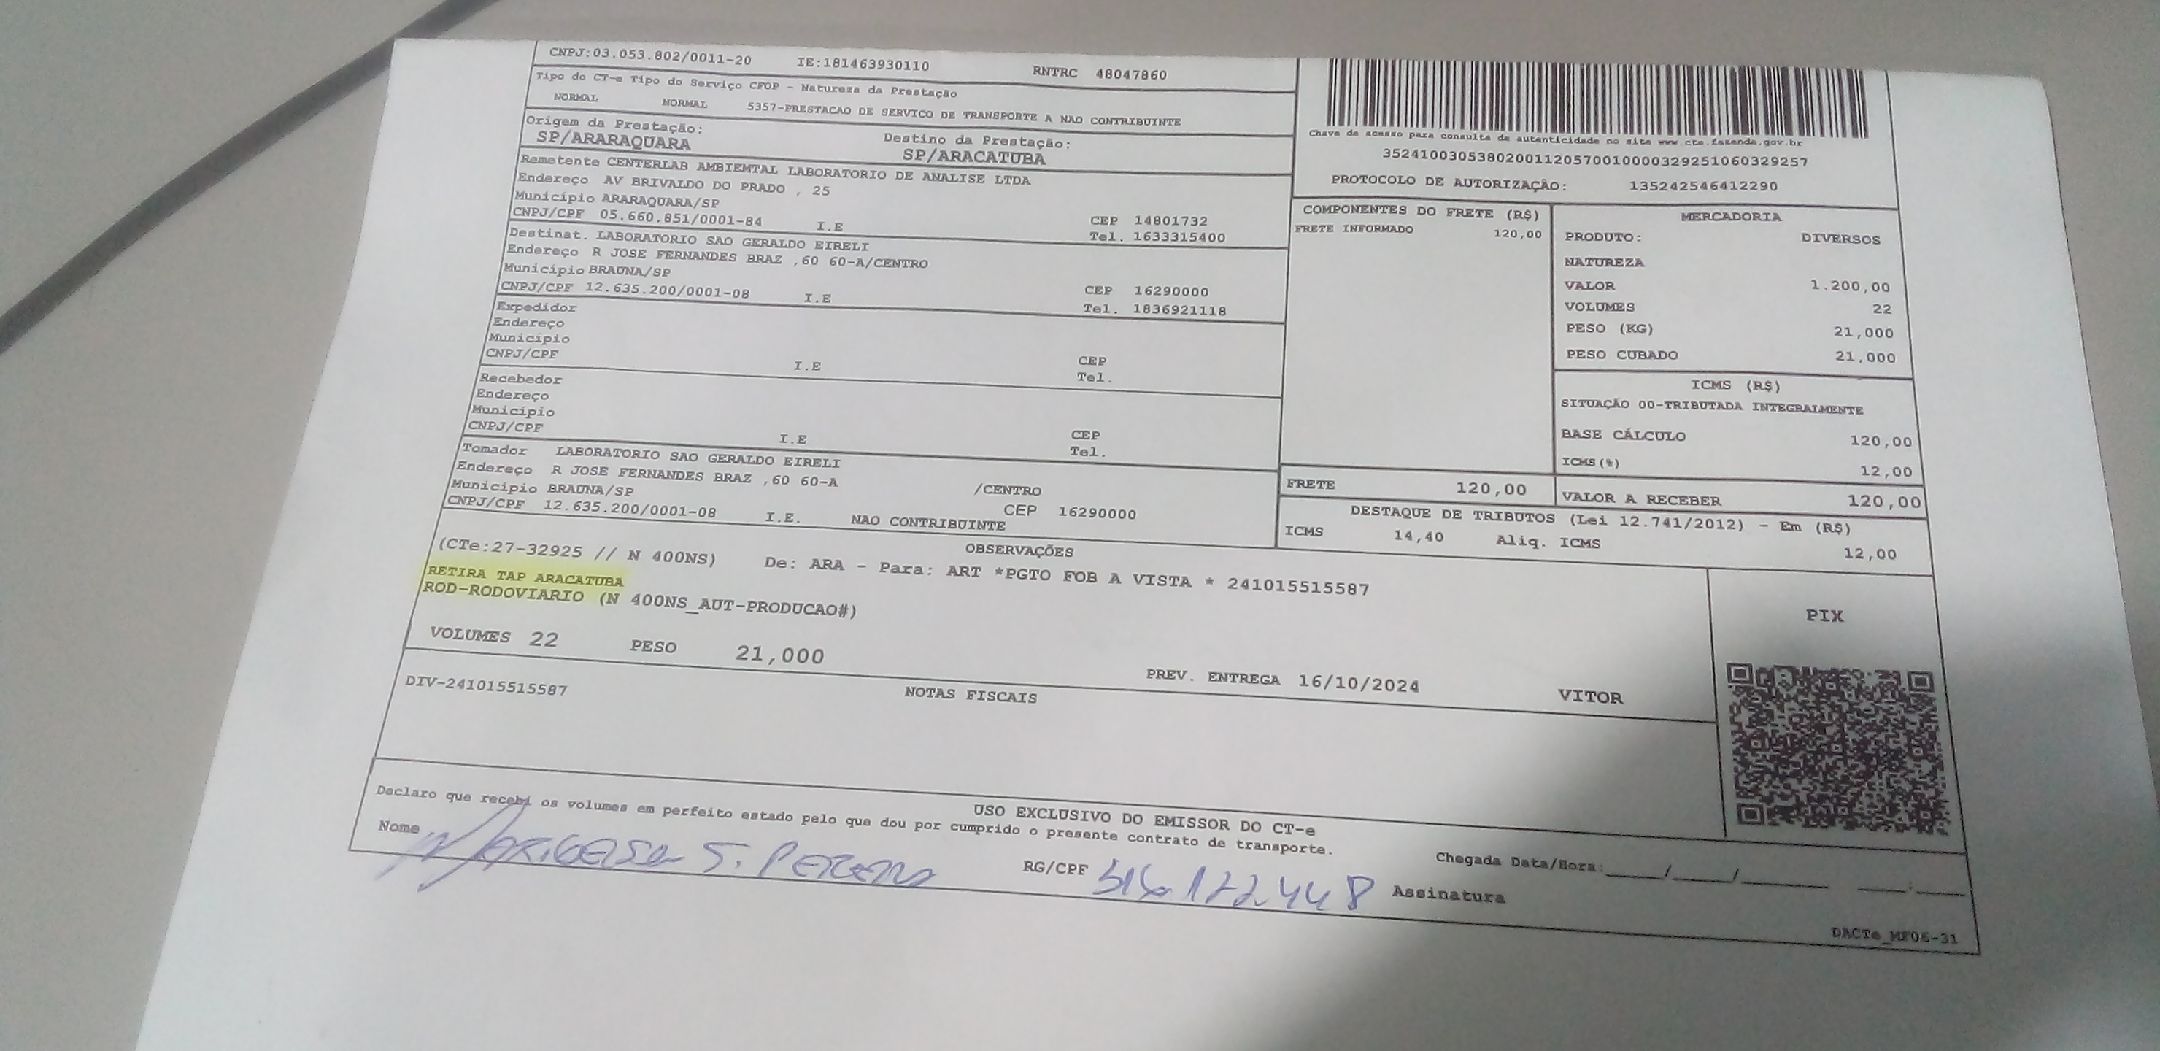 CNPJ:03.053.802/0011-20 IE:181463930110 RNTRC 48047860
Tipo do CT-e Tipo do Serviço CFOP - Natureza da Prestação
NORMAL NORMAL 5357-PRESTACAO DE SERVICO DE TRANSPORTE A NAO CONTRIBUINTE
Origem da Prestação: Destino da Prestação:
SP/ARARAQUARA SP/ARACATUBA
Remetente CENTERLAB AMBIEMTAL LABORATORIO DE ANALISE LTDA
Endereço AV BRIVALDO DO PRADO , 25
Município ARARAQUARA/SP CEP 14801732
CNPJ/CPF 05.660.851/0001-84 I.E Tel. 1633315400
Destinat. LABORATORIO SAO GERALDO EIRELI
Endereço R JOSE FERNANDES BRAZ ,60 60-A/CENTRO
Município BRAUNA/SP CEP 16290000
CNPJ/CPF 12.635.200/0001-08 I.E Tel. 1836921118
Expedidor
Endereço
Município CEP
CNPJ/CPF I.E Tel.
Recebedor
Endereço
Município CEP
CNPJ/CPF I.E Tel.
Tomador LABORATORIO SAO GERALDO EIRELI
Endereço R JOSE FERNANDES BRAZ ,60 60-A /CENTRO
Município BRAUNA/SP CEP 16290000
CNPJ/CPF 12.635.200/0001-08 I.E. NAO CONTRIBUINTE
Chave de acesso para consulta de autenticidade no site www.cte.fazenda.gov.br
35241003053802001120570010000329251060329257
PROTOCOLO DE AUTORIZAÇÃO: 135242546412290
COMPONENTES DO FRETE (R$)
FRETE INFORMADO 120,00
MERCADORIA
PRODUTO: DIVERSOS
NATUREZA
VALOR 1.200,00
VOLUMES 22
PESO (KG) 21,000
PESO CUBADO 21,000
ICMS (R$)
SITUAÇÃO 00-TRIBUTADA INTEGRALMENTE
BASE CÁLCULO 120,00
ICMS(%) 12,00
FRETE 120,00 VALOR A RECEBER 120,00
DESTAQUE DE TRIBUTOS (Lei 12.741/2012) - Em (R$)
ICMS 14,40 Aliq. ICMS 12,00
OBSERVAÇÕES
(CTe:27-32925 // N 400NS) De: ARA - Para: ART *PGTO FOB A VISTA * 241015515587
RETIRA TAP ARACATUBA
ROD-RODOVIARIO (N 400NS_AUT-PRODUCAO#)
VOLUMES 22 PESO 21,000 PREV. ENTREGA 16/10/2024 VITOR
PIX
NOTAS FISCAIS
DIV-241015515587
USO EXCLUSIVO DO EMISSOR DO CT-e
Declaro que recebi os volumes em perfeito estado pelo que dou por cumprido o presente contrato de transporte.
Nome RG/CPF Assinatura Chegada Data/Hora:_____/_____/_______ ____:____
DACTe_MF06-31